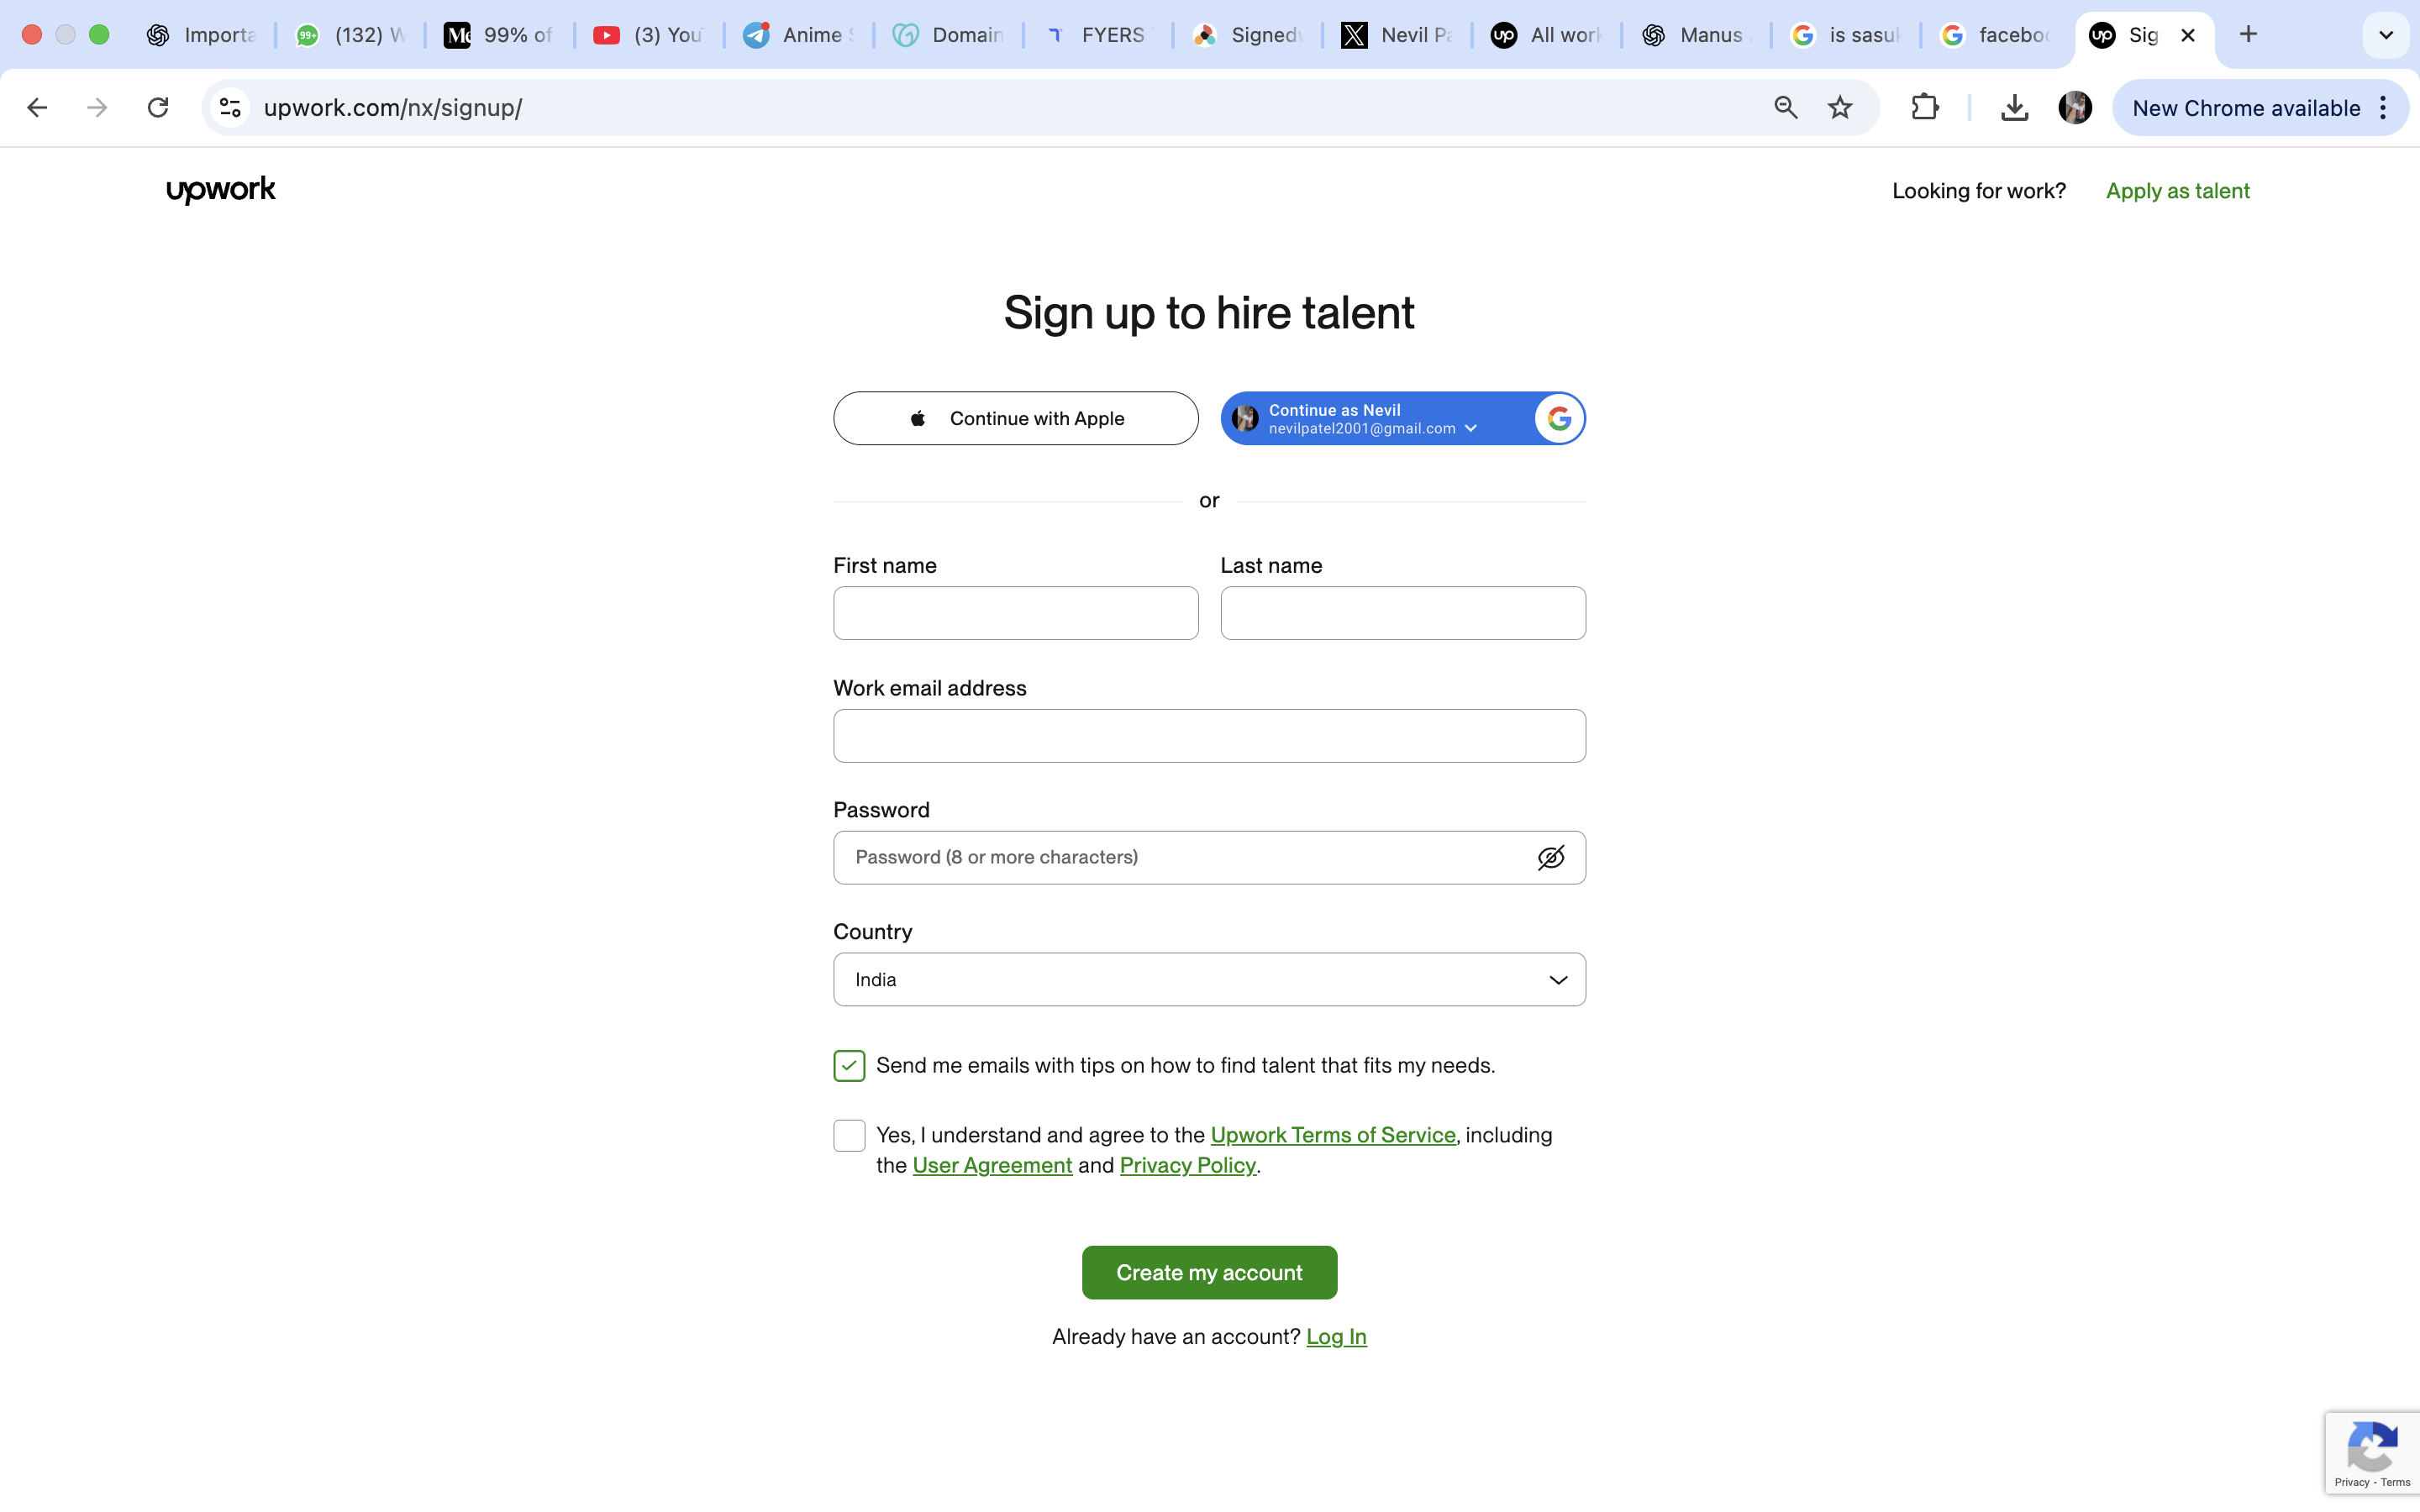 Importa
99+
(132) W
99% of
(3) You
Anime S
Domain
FYERS
Signed
Nevil Pa
up
All work
Manus
is sasuk
faceboo
up
Sig
upwork.com/nx/signup/
New Chrome available
upwork
Looking for work?
Apply as talent
Sign up to hire talent
Continue with Apple
Continue as Nevil
nevilpatel2001@gmail.com
or
First name
Last name
Work email address
Password
Password (8 or more characters)
Country
India
Send me emails with tips on how to find talent that fits my needs.
Yes, I understand and agree to the Upwork Terms of Service, including
the User Agreement and Privacy Policy.
Create my account
Already have an account? Log In
Privacy - Terms